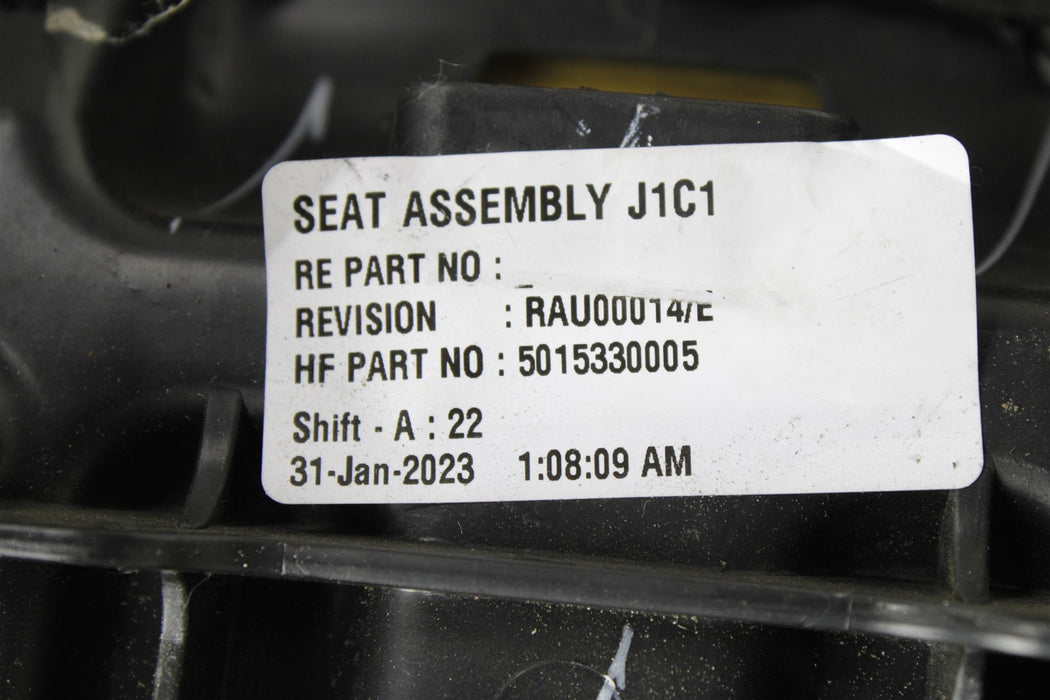 SEAT ASSEMBLY J1C1
RE PART NO :
REVISION : RAU00014/E
HF PART NO : 5015330005
Shift - A : 22
31-Jan-2023 1:08:09 AM